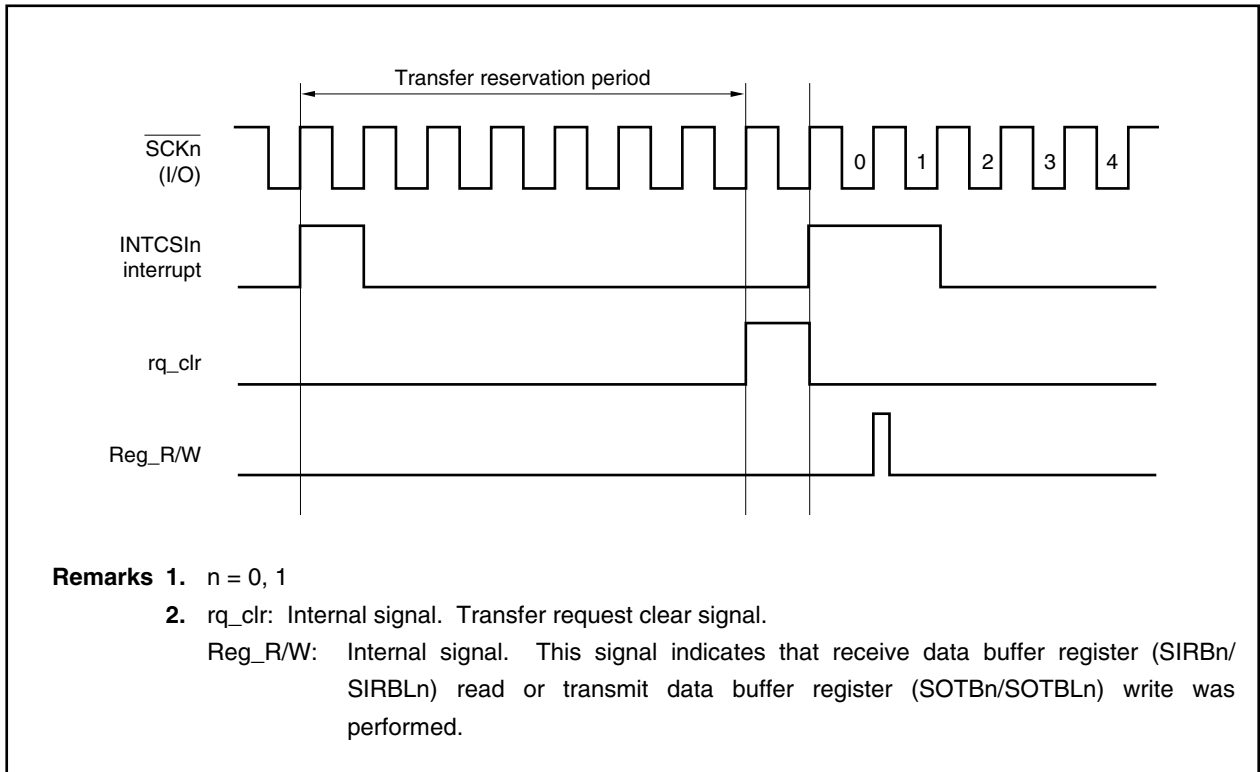 Transfer reservation period
SCKn
(I/O)
0 1 2 3 4
INTCSIn
interrupt
rq_clr
Reg_R/W
Remarks 1. n = 0, 1
2. rq_clr: Internal signal. Transfer request clear signal.
Reg_R/W: Internal signal. This signal indicates that receive data buffer register (SIRBn/
SIRBLn) read or transmit data buffer register (SOTBn/SOTBLn) write was
performed.